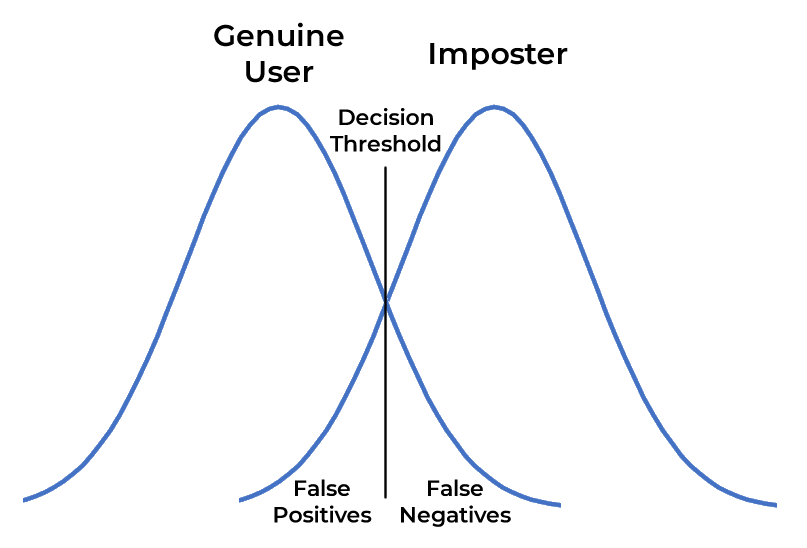 Genuine
User
Imposter
Decision
Threshold
False
Positives
False
Negatives